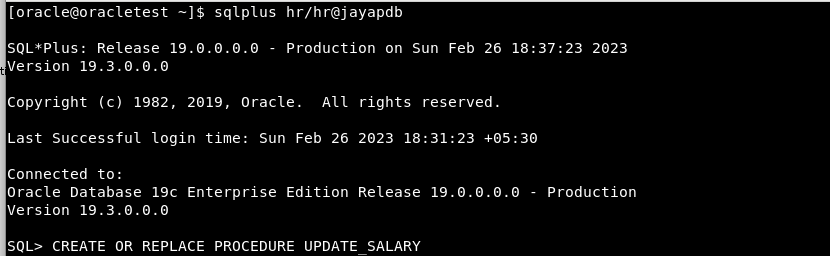 [oracle@oracletest ~]$ sqlplus hr/hr@jayapdb
SQL*Plus: Release 19.0.0.0.0 - Production on Sun Feb 26 18:37:23 2023
Version 19.3.0.0.0
Copyright (c) 1982, 2019, Oracle.  All rights reserved.
Last Successful login time: Sun Feb 26 2023 18:31:23 +05:30
Connected to:
Oracle Database 19c Enterprise Edition Release 19.0.0.0.0 - Production
Version 19.3.0.0.0
SQL> CREATE OR REPLACE PROCEDURE UPDATE_SALARY